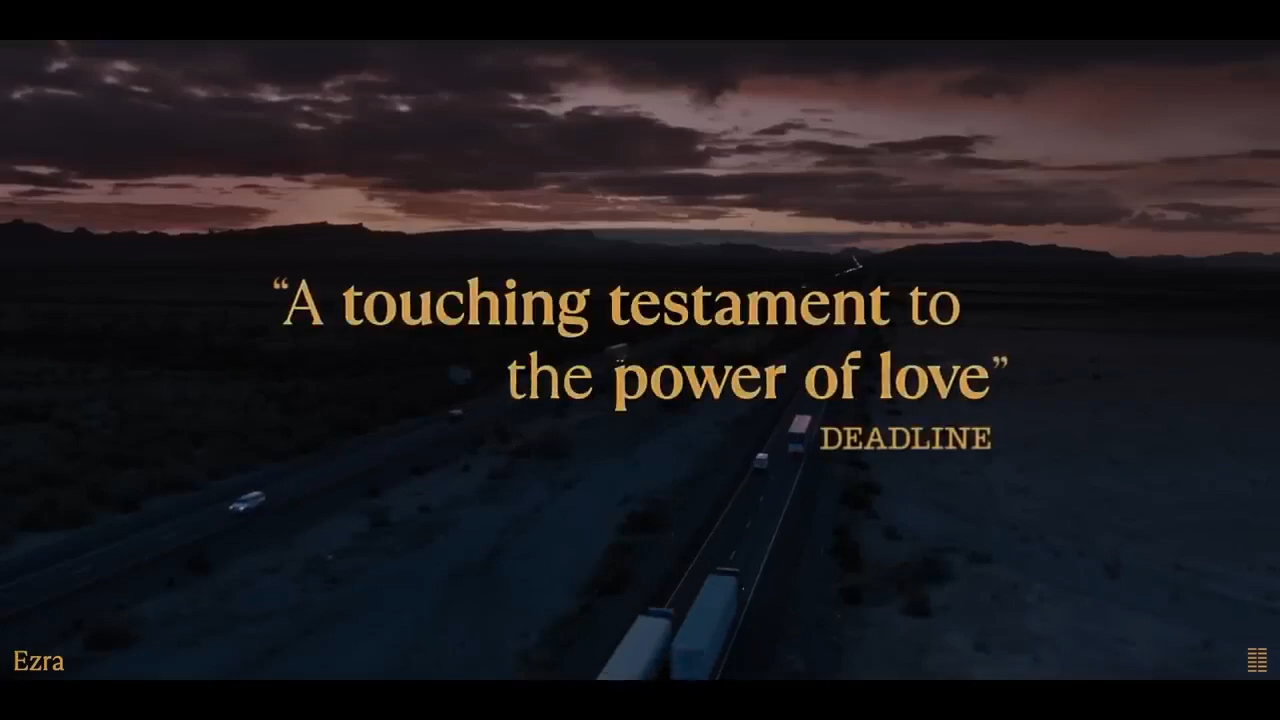 “A touching testament to
the power of love”
DEADLINE
Ezra